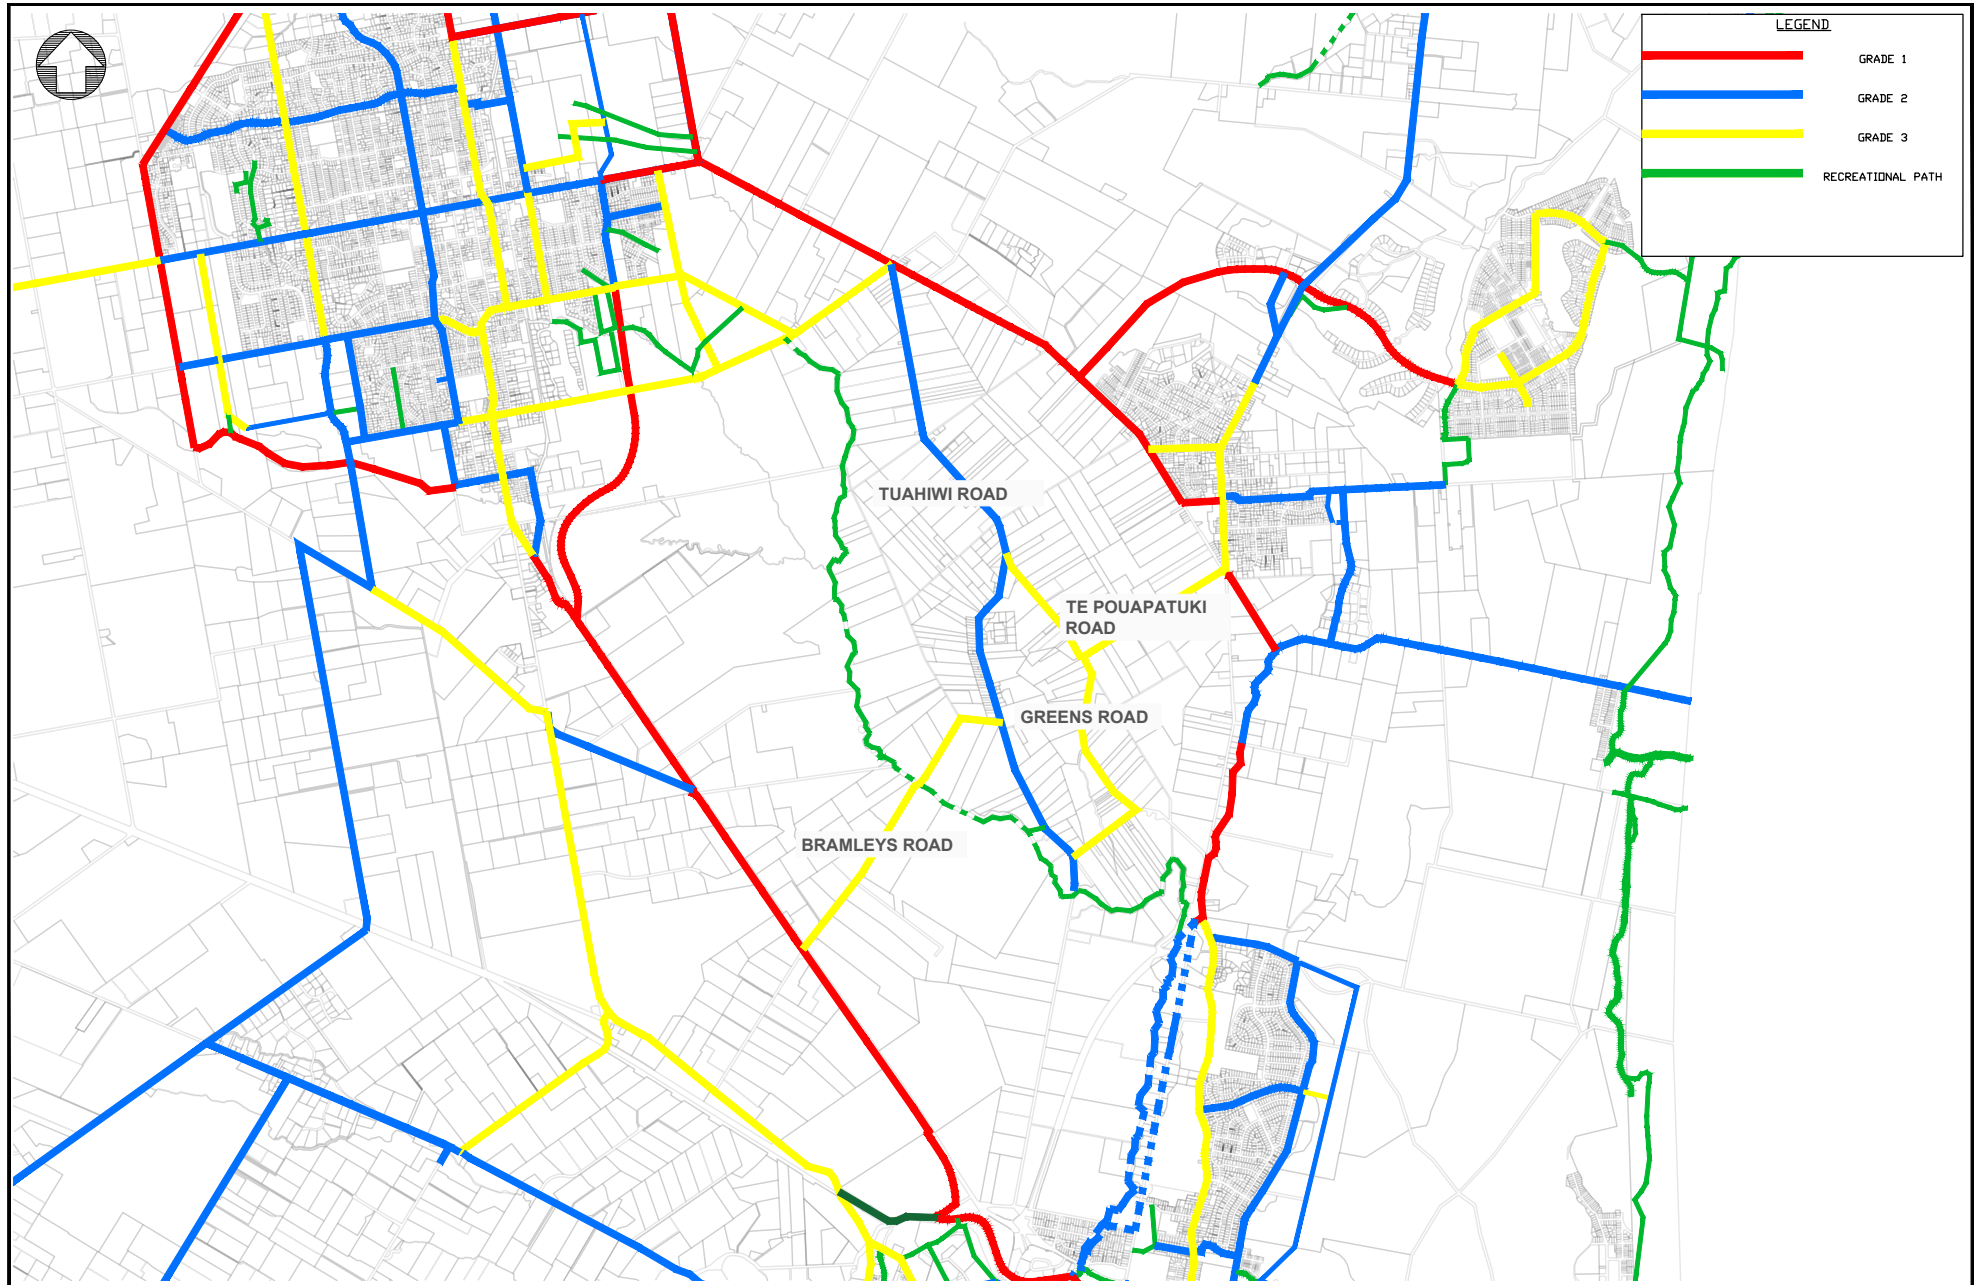 LEGEND
GRADE 1
GRADE 2
GRADE 3
RECREATIONAL PATH
TUAHIWI ROAD
TE POUAPATUKI
ROAD
GREENS ROAD
BRAMLEYS ROAD